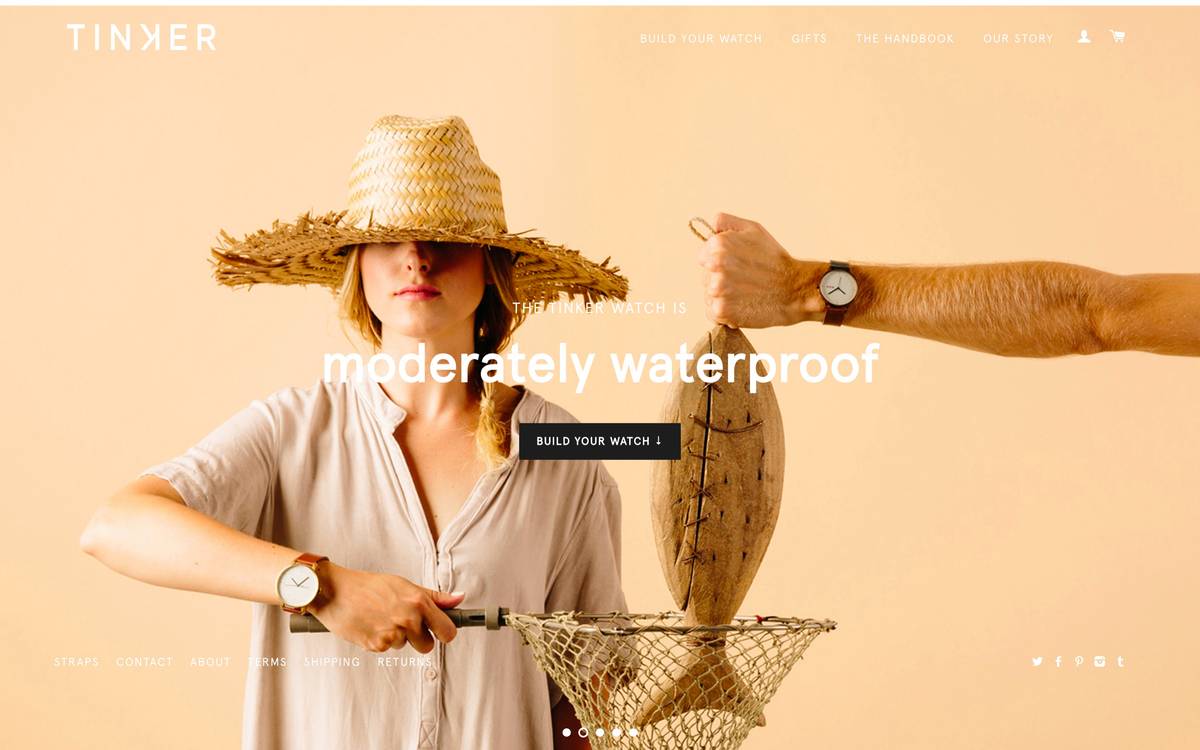 TINKER
BUILD YOUR WATCH GIFTS THE HANDBOOK OUR STORY
THE TINKER WATCH IS
moderately waterproof
BUILD YOUR WATCH ↓
STRAPS CONTACT ABOUT TERMS SHIPPING RETURNS